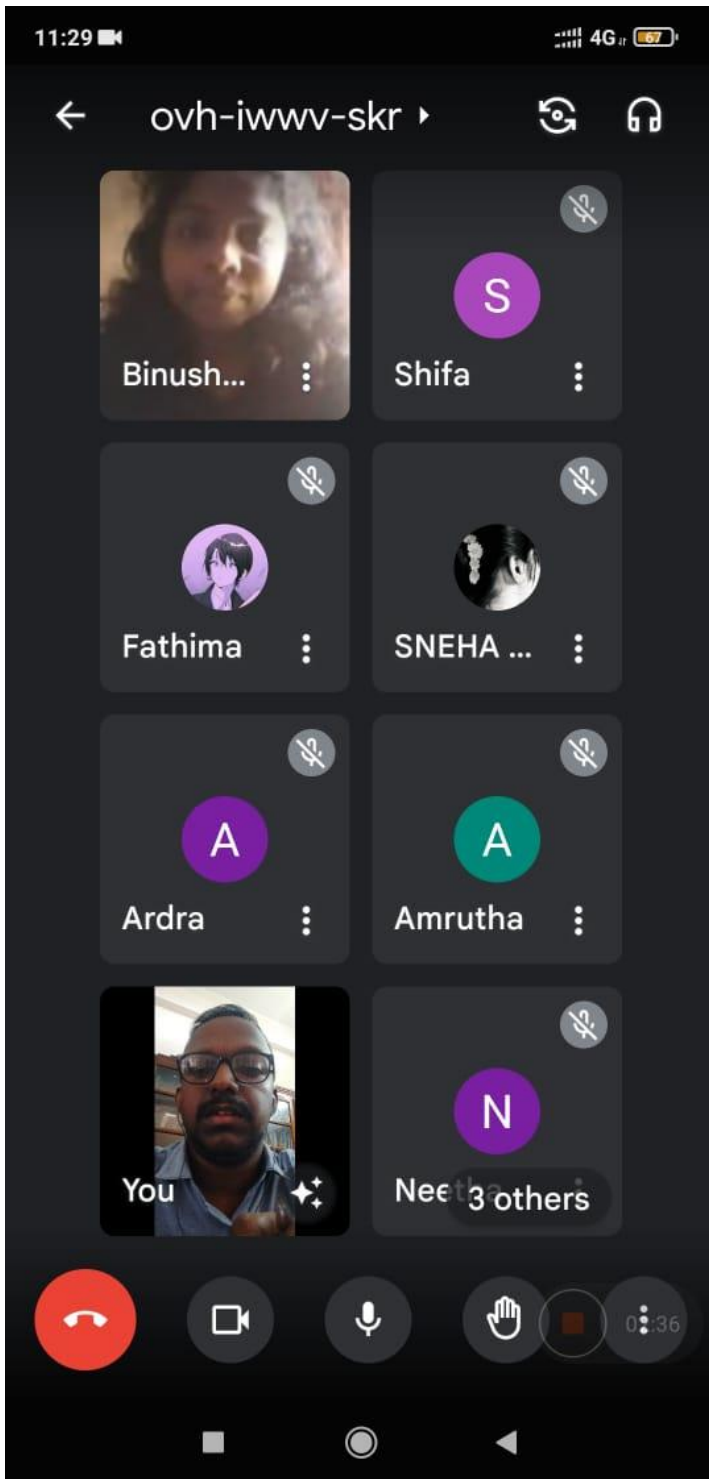 11:29 4G 67
ovh-iwwv-skr
Binush...
S
Shifa
Fathima
SNEHA ...
A
Ardra
A
Amrutha
You
N
3 others